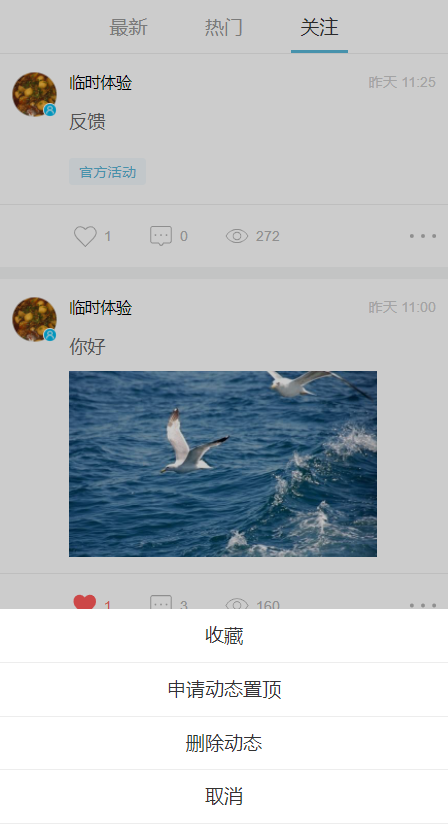 最新 热门 关注
临时体验 昨天 11:25
反馈
官方活动
1 0 272
临时体验 昨天 11:00
你好
1 3 160
收藏
申请动态置顶
删除动态
取消